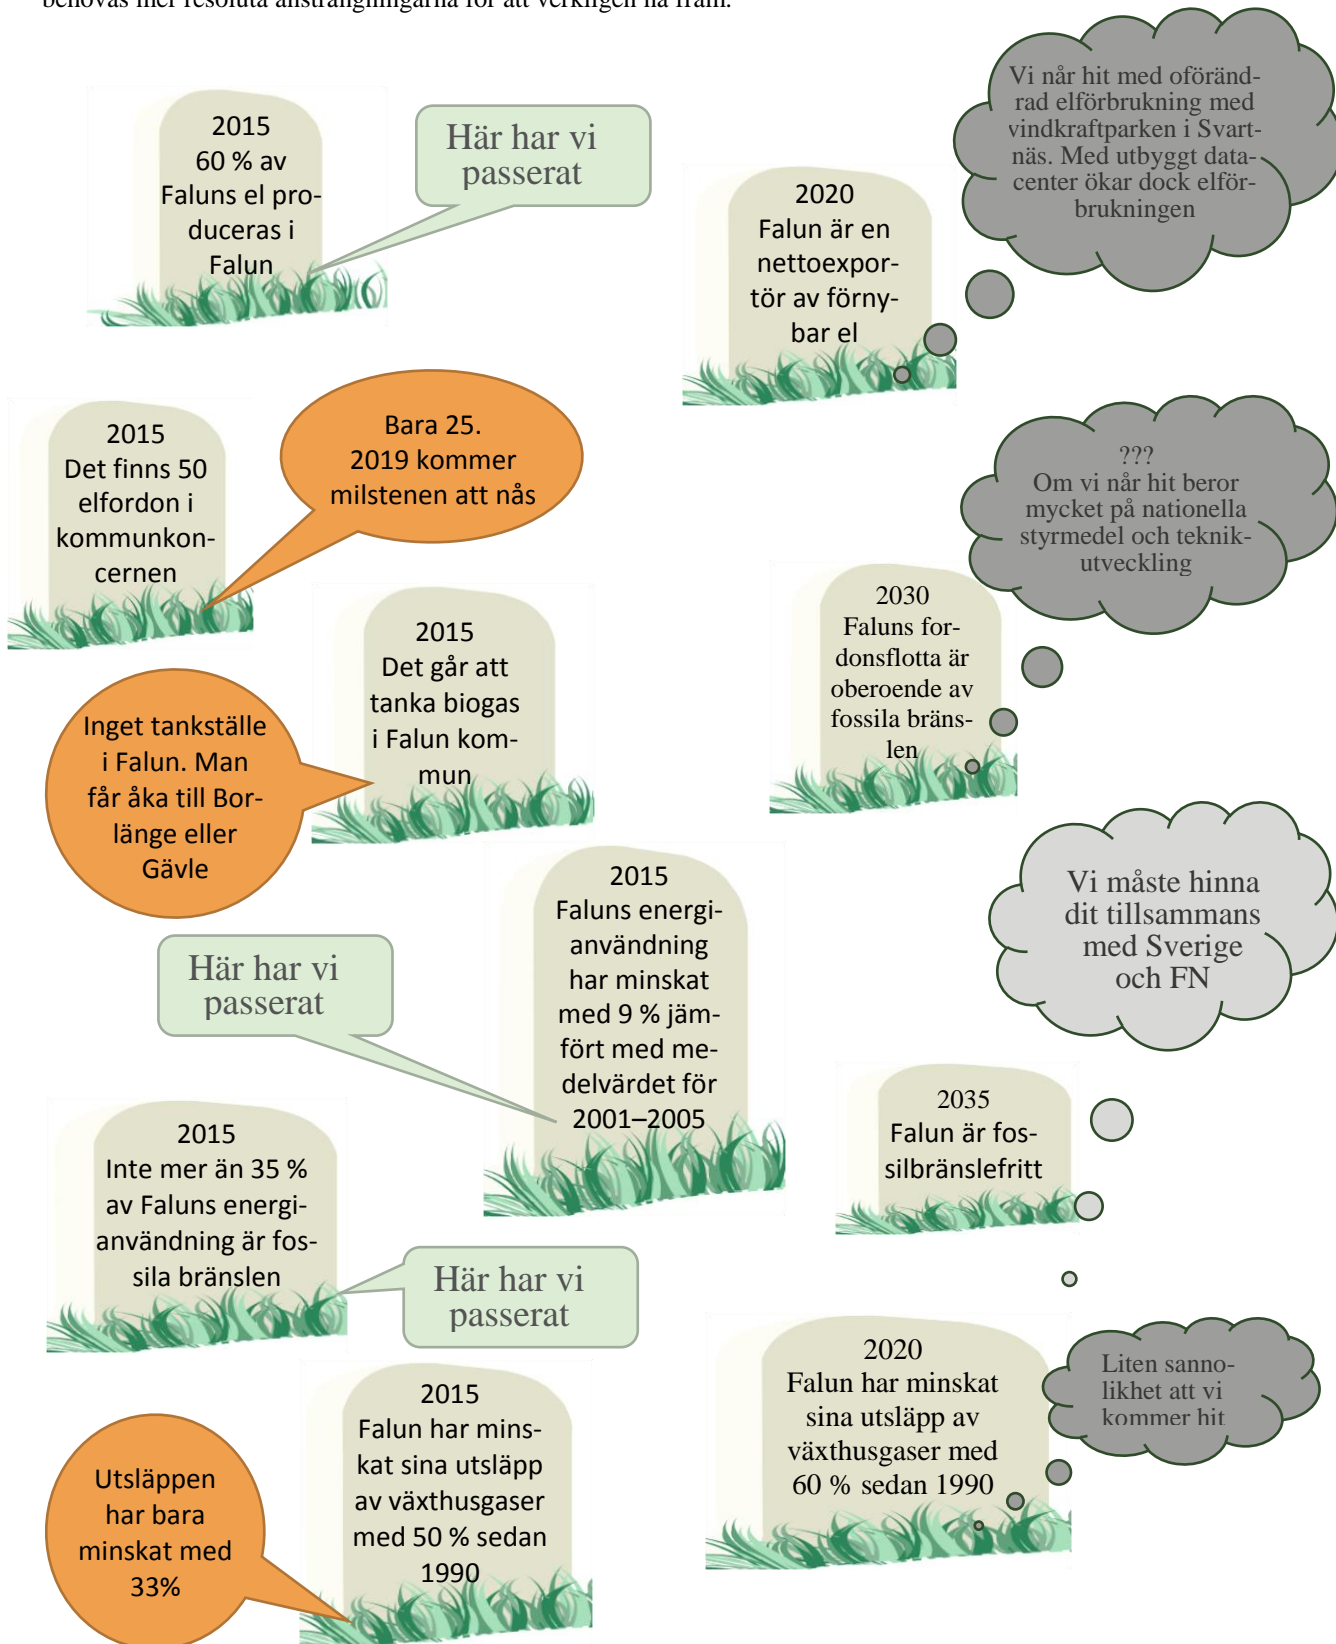 behövas mer resoluta ansträngningarna för att verkligen nå fram.
2015
60 % av
Faluns el pro-
duceras i
Falun
Här har vi
passerat
Vi når hit med oföränd-
rad elförbrukning med
vindkraftparken i Svart-
näs. Med utbyggt data-
center ökar dock elför-
brukningen
2020
Falun är en
nettoexpor-
tör av förny-
bar el
2015
Det finns 50
elfordon i
kommunkon-
cernen
Bara 25.
2019 kommer
milstenen att nås
???
Om vi når hit beror
mycket på nationella
styrmedel och teknik-
utveckling
2030
Faluns for-
donsflotta är
oberoende av
fossila bräns-
len
2015
Det går att
tanka biogas
i Falun kom-
mun
Inget tankställe
i Falun. Man
får åka till Bor-
länge eller
Gävle
2015
Faluns energi-
användning
har minskat
med 9 % jäm-
fört med me-
delvärdet för
2001–2005
Här har vi
passerat
Vi måste hinna
dit tillsammans
med Sverige
och FN
2035
Falun är fos-
silbränslefritt
2015
Inte mer än 35 %
av Faluns energi-
användning är fos-
sila bränslen
Här har vi
passerat
2015
Falun har mins-
kat sina utsläpp
av växthusgaser
med 50 % sedan
1990
Utsläppen
har bara
minskat med
33%
2020
Falun har minskat
sina utsläpp av
växthusgaser med
60 % sedan 1990
Liten sanno-
likhet att vi
kommer hit